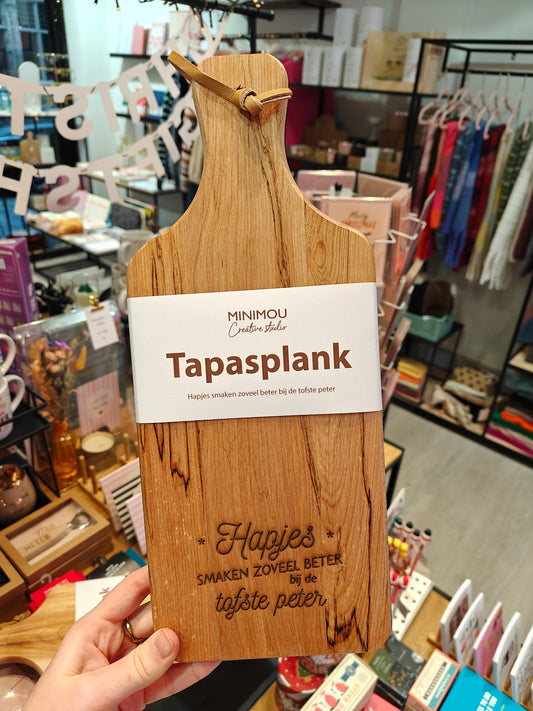 MINIMOU
Creative studio
Tapasplank
Hapjes smaken zoveel beter bij de tofste peter
* Hapjes *
SMAKEN ZOVEEL BETER
bij de
tofste peter